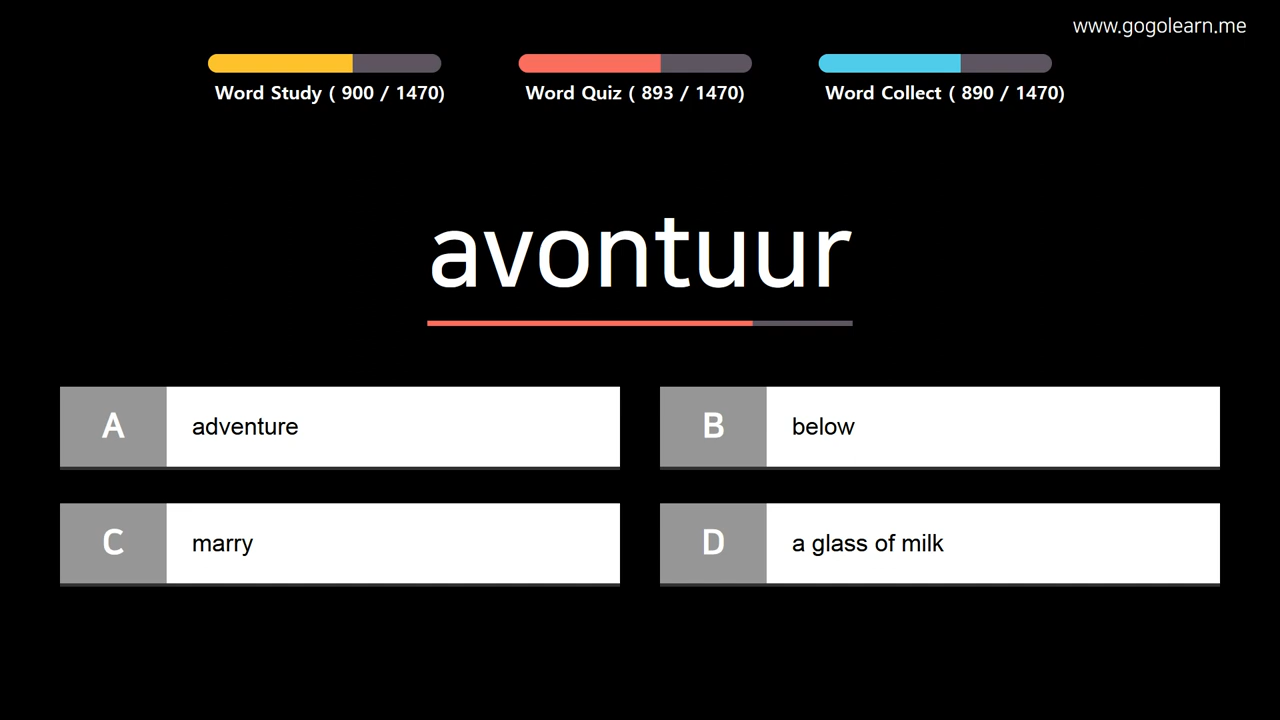 www.gogolearn.me
Word Study ( 900 / 1470)
Word Quiz ( 893 / 1470)
Word Collect ( 890 / 1470)
avontuur
A adventure
B below
C marry
D a glass of milk